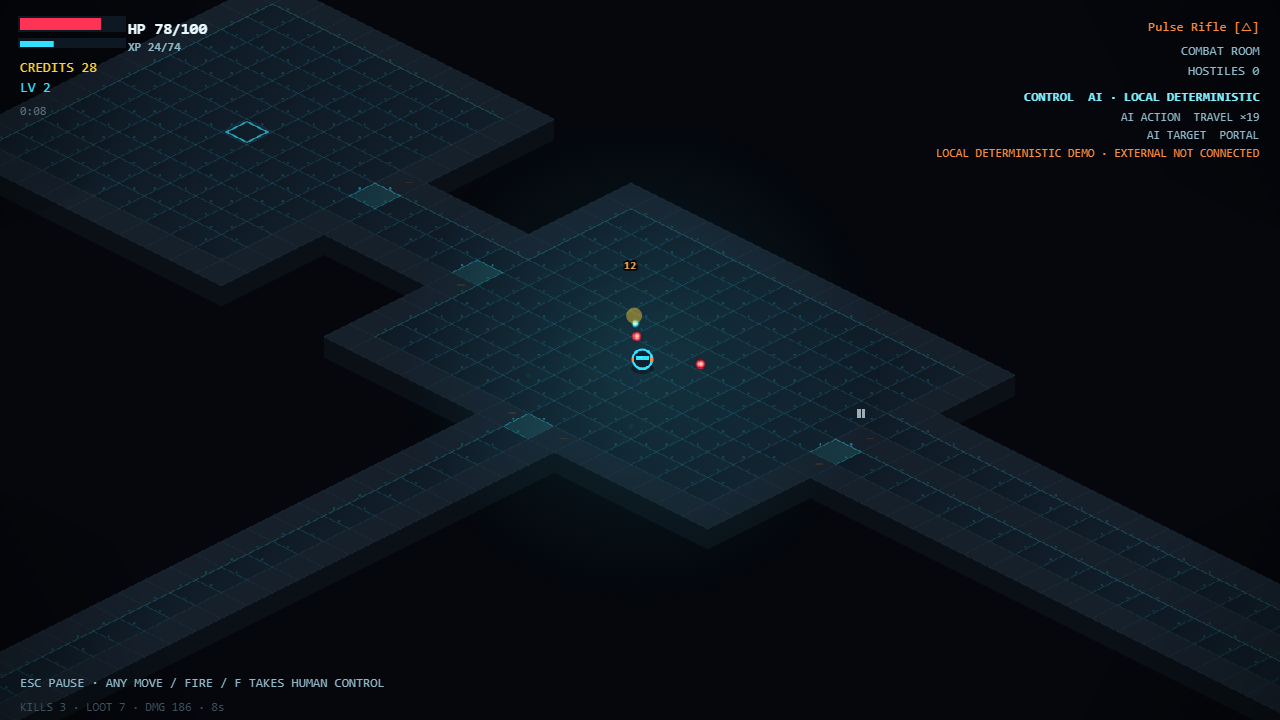 HP 78/100
XP 24/74
CREDITS 28
LV 2
0:08
Pulse Rifle [△]
COMBAT ROOM
HOSTILES 0
CONTROL AI · LOCAL DETERMINISTIC
AI ACTION TRAVEL ×19
AI TARGET PORTAL
LOCAL DETERMINISTIC DEMO · EXTERNAL NOT CONNECTED
12
ESC PAUSE · ANY MOVE / FIRE / F TAKES HUMAN CONTROL
KILLS 3 · LOOT 7 · DMG 186 · 8s